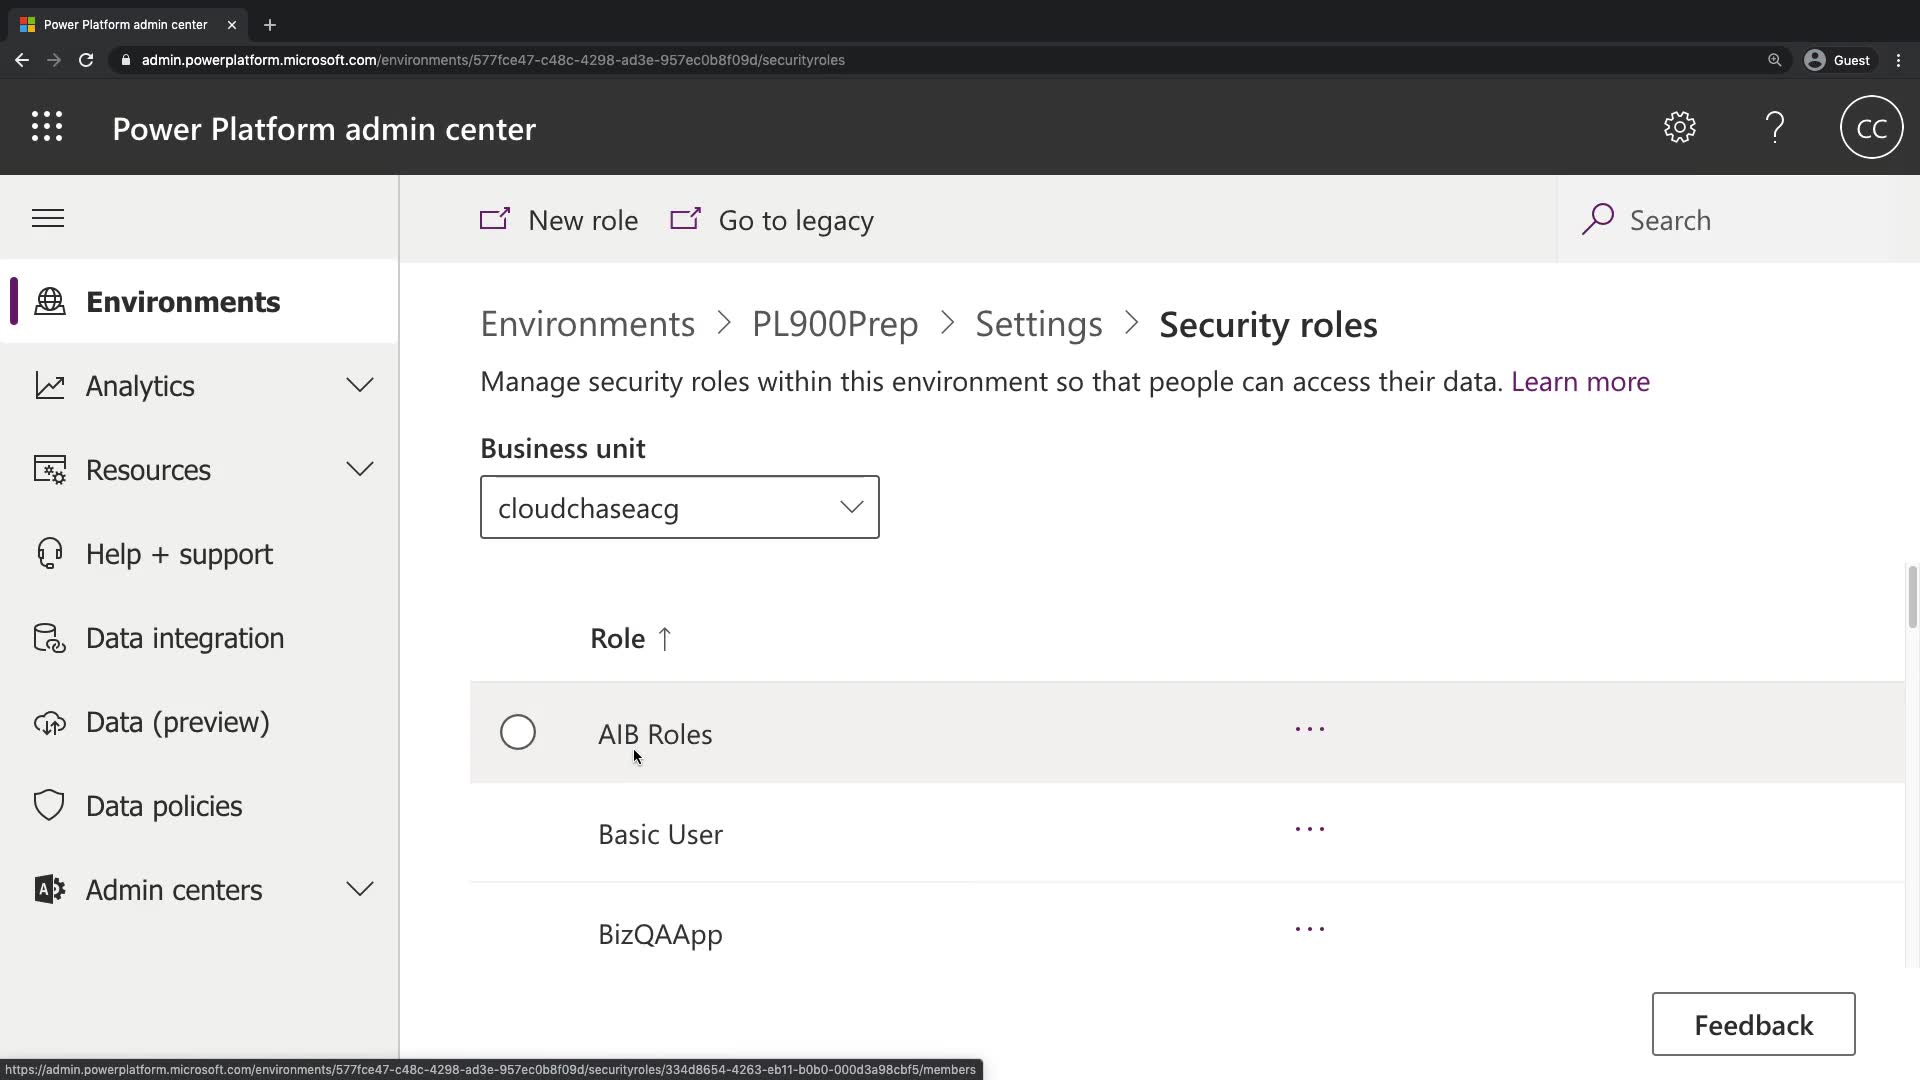 Power Platform admin center
admin.powerplatform.microsoft.com/environments/577fce47-c48c-4298-ad3e-957ec0b8f09d/securityroles
Guest
Power Platform admin center
CC
New role
Go to legacy
Search
Environments
Analytics
Resources
Help + support
Data integration
Data (preview)
Data policies
Admin centers
Environments > PL900Prep > Settings > Security roles
Manage security roles within this environment so that people can access their data. Learn more
Business unit
cloudchaseacg
Role ↑
AIB Roles
Basic User
BizQAApp
Feedback
https://admin.powerplatform.microsoft.com/environments/577fce47-c48c-4298-ad3e-957ec0b8f09d/securityroles/334d8654-4263-eb11-b0b0-000d3a98cbf5/members